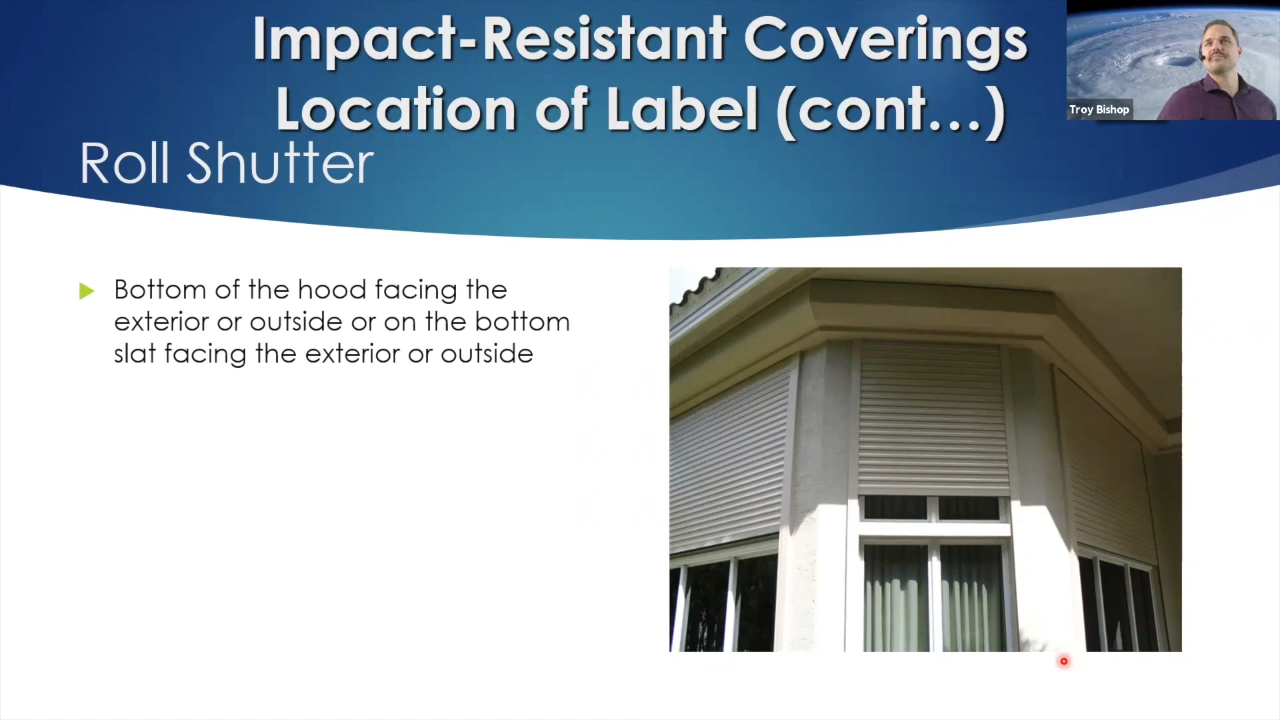 Impact-Resistant Coverings
Location of Label (cont…)
Troy Bishop
Roll Shutter
Bottom of the hood facing the
exterior or outside or on the bottom
slat facing the exterior or outside